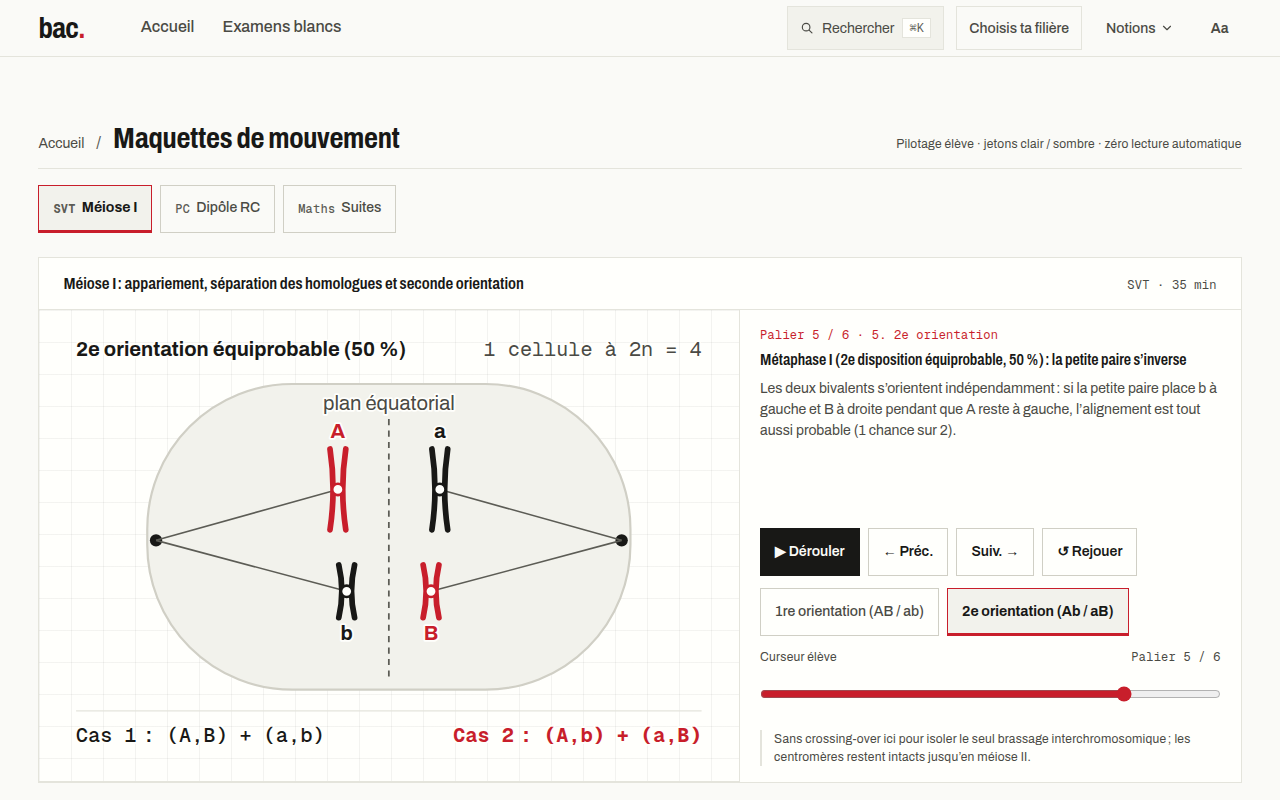 bac.
Accueil
Examens blancs
Rechercher ⌘K
Choisis ta filière
Notions
Aa
Accueil / Maquettes de mouvement
Pilotage élève · jetons clair / sombre · zéro lecture automatique
SVT Méiose I
PC Dipôle RC
Maths Suites
Méiose I : appariement, séparation des homologues et seconde orientation
SVT · 35 min
2e orientation équiprobable (50 %)
1 cellule à 2n = 4
plan équatorial
A
a
b
B
Cas 1 : (A,B) + (a,b)
Cas 2 : (A,b) + (a,B)
Palier 5 / 6 · 5. 2e orientation
Métaphase I (2e disposition équiprobable, 50 %) : la petite paire s’inverse
Les deux bivalents s’orientent indépendamment : si la petite paire place b à
gauche et B à droite pendant que A reste à gauche, l’alignement est tout
aussi probable (1 chance sur 2).
▶ Dérouler
← Préc.
Suiv. →
↺ Rejouer
1re orientation (AB / ab)
2e orientation (Ab / aB)
Curseur élève
Palier 5 / 6
Sans crossing-over ici pour isoler le seul brassage interchromosomique ; les
centromères restent intacts jusqu’en méiose II.